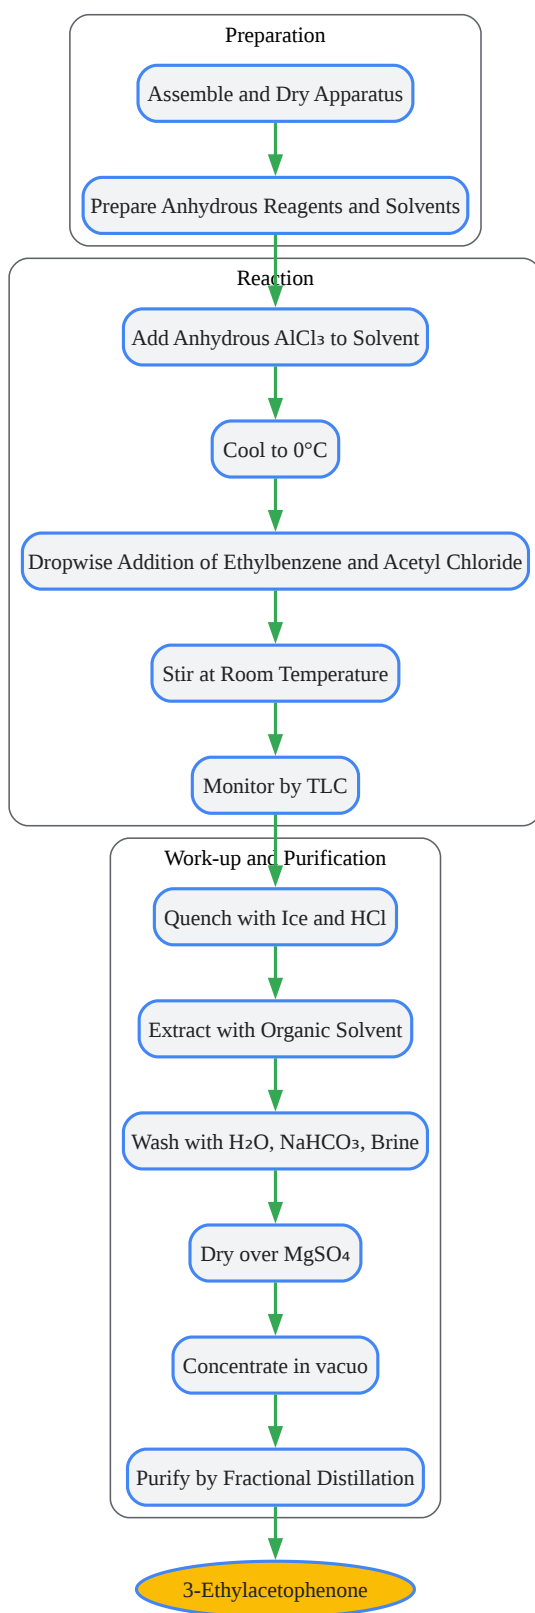 Preparation
Assemble and Dry Apparatus
Prepare Anhydrous Reagents and Solvents
Reaction
Add Anhydrous AlCl₃ to Solvent
Cool to 0°C
Dropwise Addition of Ethylbenzene and Acetyl Chloride
Stir at Room Temperature
Monitor by TLC
Work-up and Purification
Quench with Ice and HCl
Extract with Organic Solvent
Wash with H₂O, NaHCO₃, Brine
Dry over MgSO₄
Concentrate in vacuo
Purify by Fractional Distillation
3-Ethylacetophenone